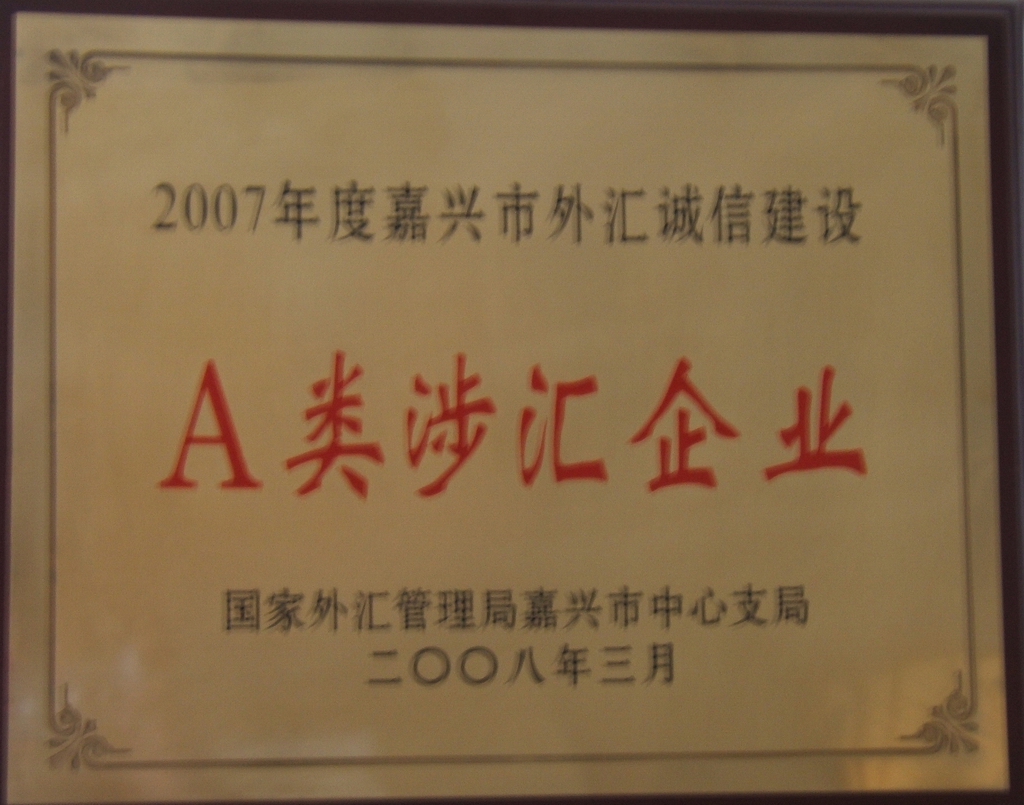 2007年度嘉兴市外汇诚信建设
A类涉汇企业
国家外汇管理局嘉兴市中心支局
二〇〇八年三月